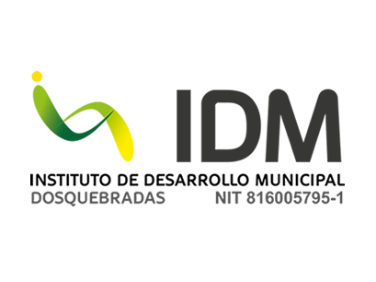 IDM
INSTITUTO DE DESARROLLO MUNICIPAL
DOSQUEBRADAS NIT 816005795-1